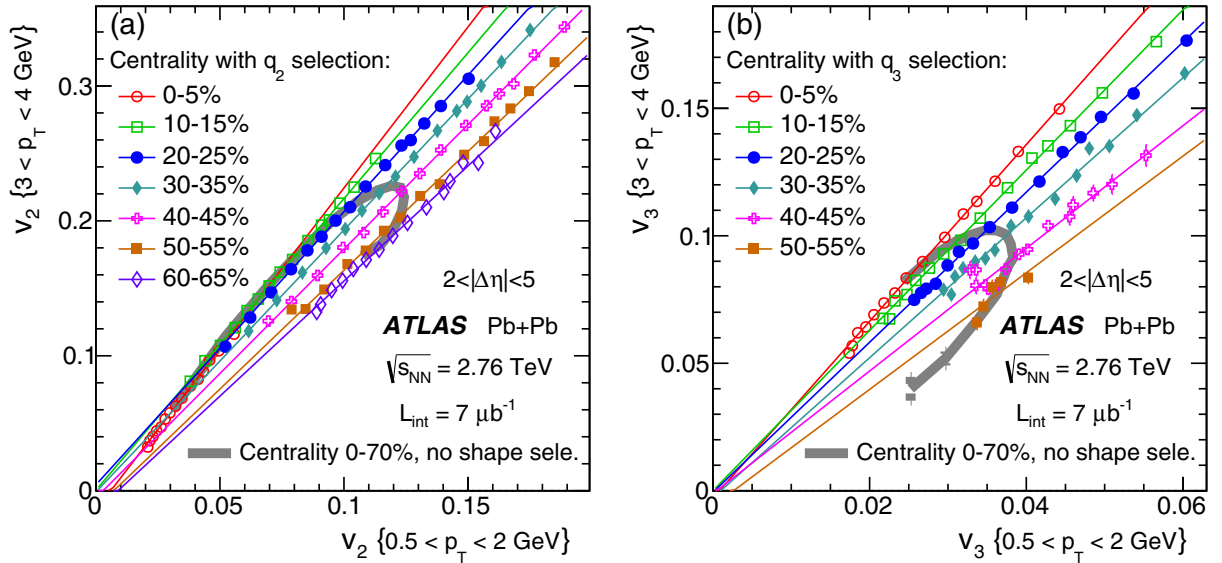 (a)
Centrality with q2 selection:
0-5%
10-15%
20-25%
30-35%
40-45%
50-55%
60-65%
2<|Δη|<5
ATLAS Pb+Pb
√sNN = 2.76 TeV
Lint = 7 μb-1
Centrality 0-70%, no shape sele.
v2 {3 < pT < 4 GeV}
0
0.1
0.2
0.3
0
0.05
0.1
0.15
v2 {0.5 < pT < 2 GeV}
(b)
Centrality with q3 selection:
0-5%
10-15%
20-25%
30-35%
40-45%
50-55%
2<|Δη|<5
ATLAS Pb+Pb
√sNN = 2.76 TeV
Lint = 7 μb-1
Centrality 0-70%, no shape sele.
v3 {3 < pT < 4 GeV}
0
0.05
0.1
0.15
0
0.02
0.04
0.06
v3 {0.5 < pT < 2 GeV}